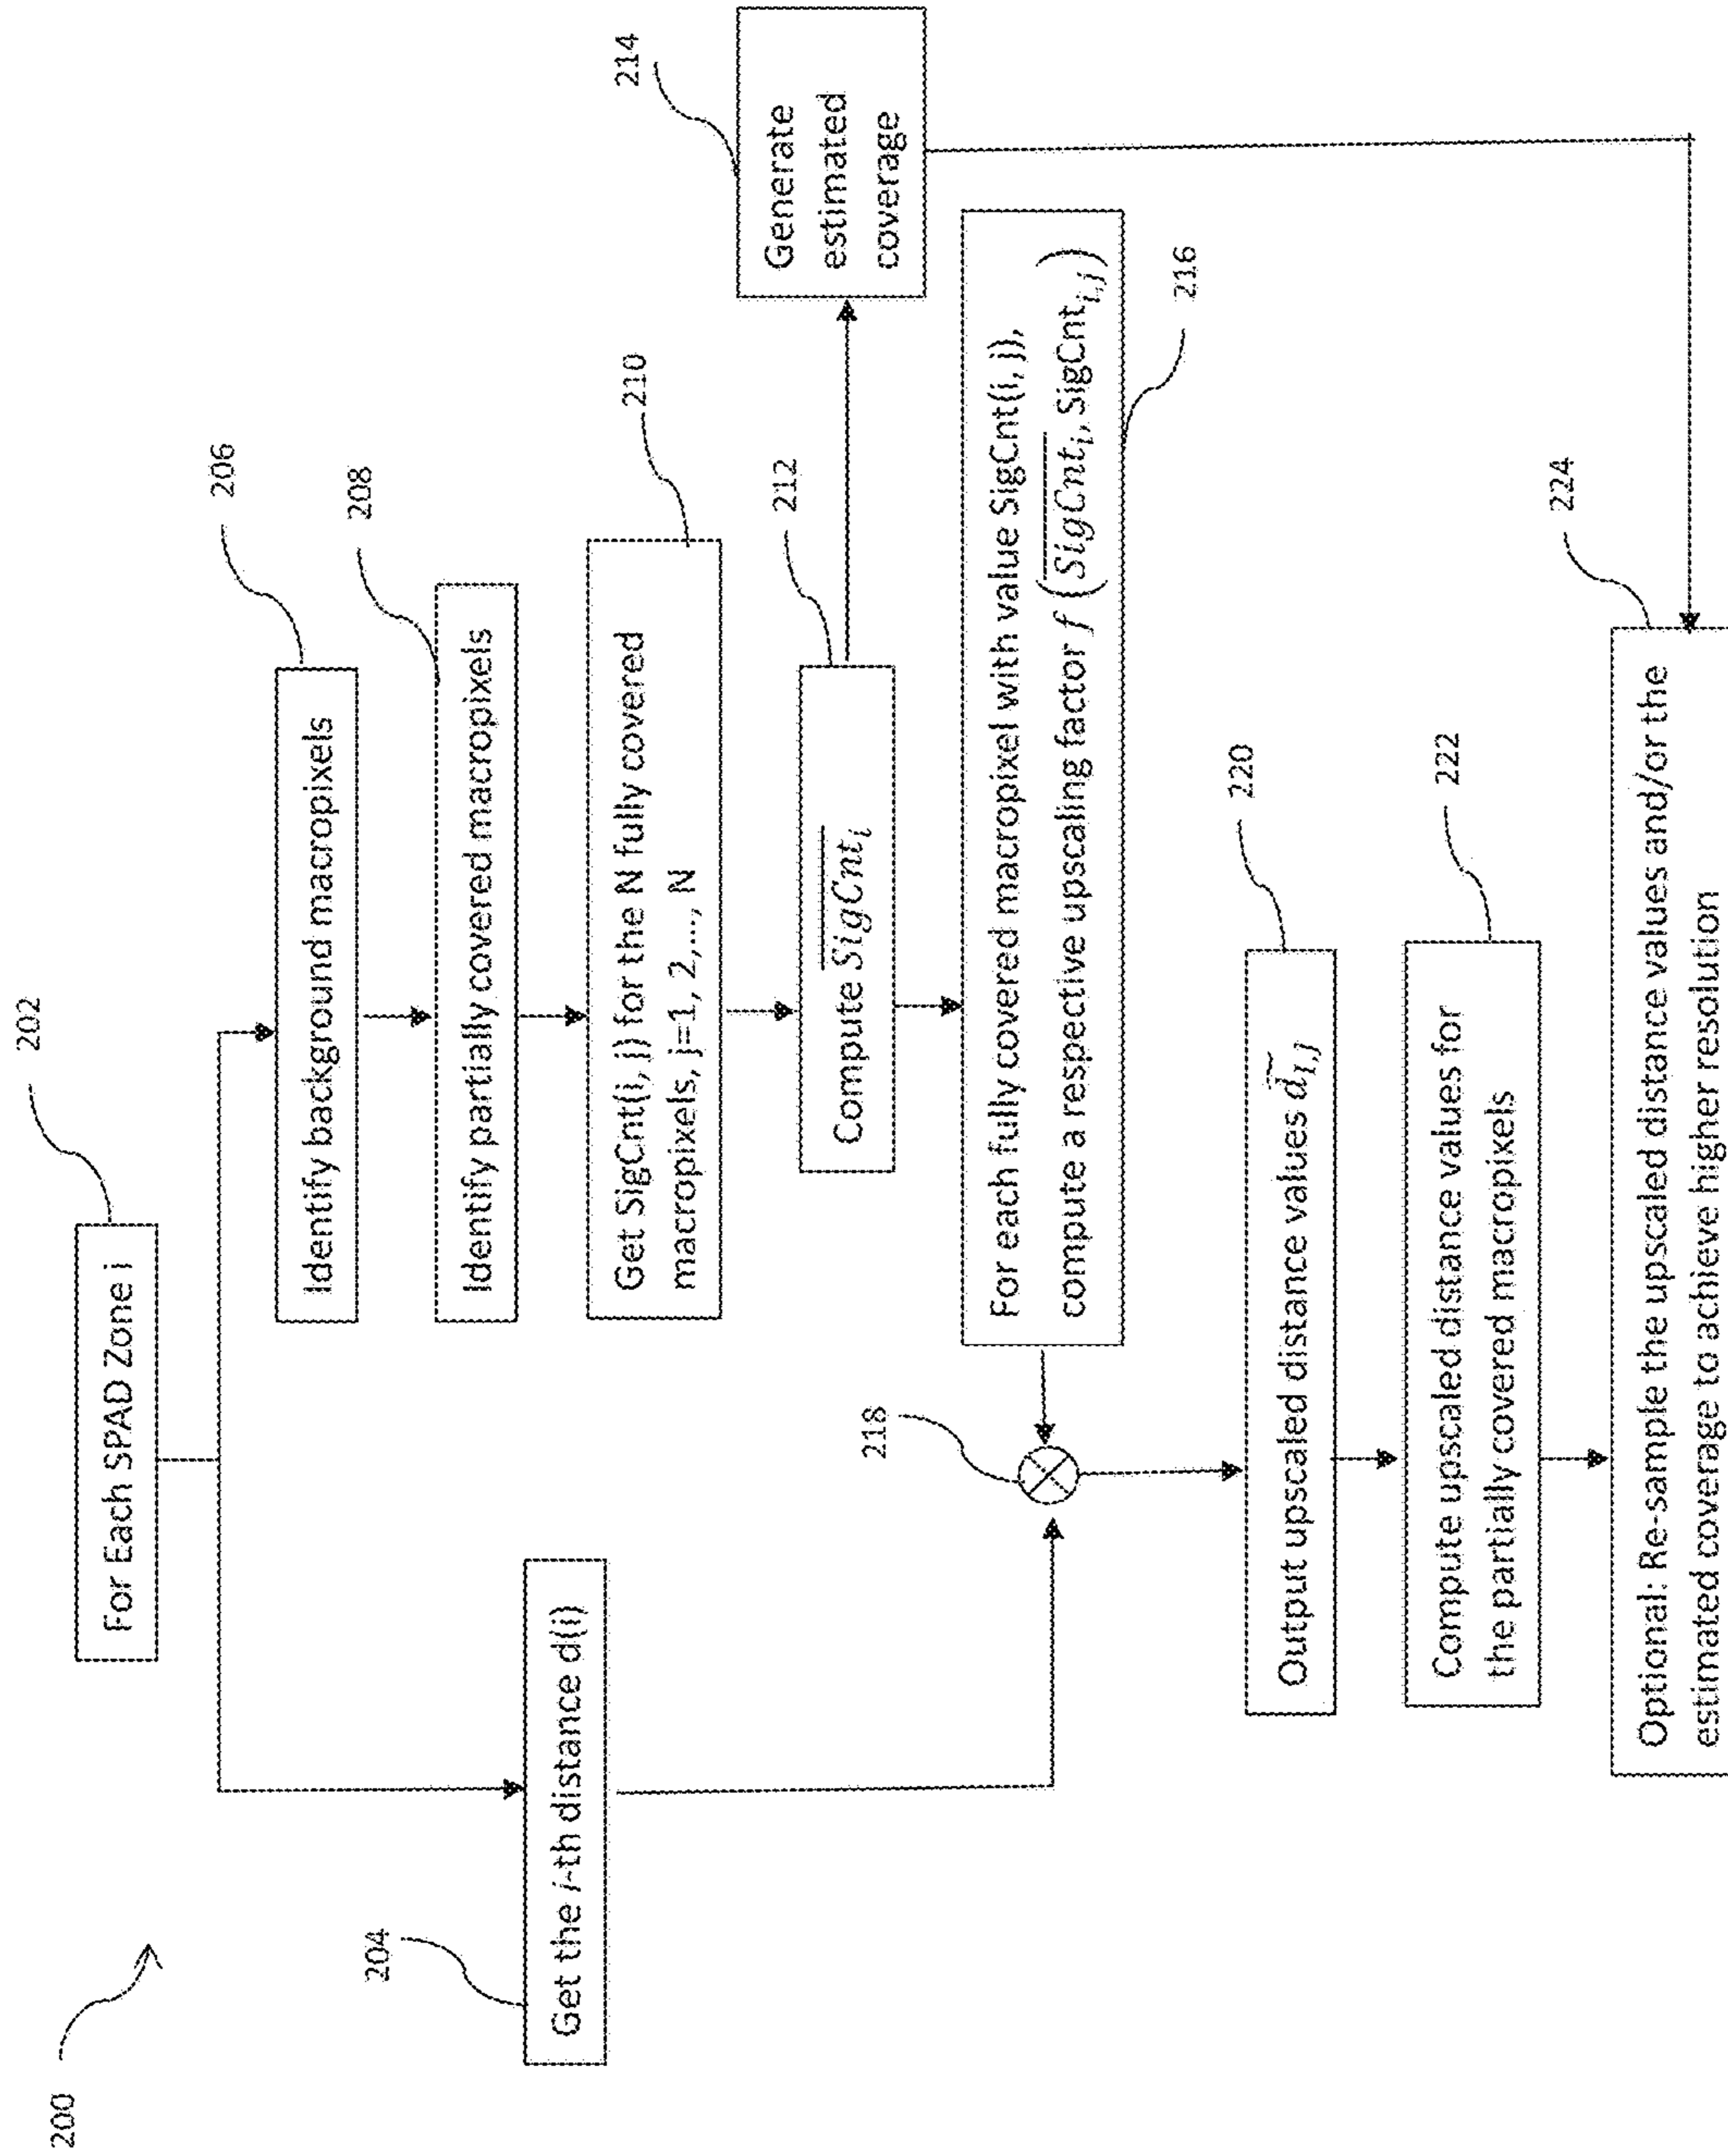 200
For Each SPAD Zone i
202
204
Get the i-th distance d(i)
Identify background macropixels
206
Identify partially covered macropixels
208
Get SigCnt(i, j) for the N fully covered
macropixels, j=1, 2,..., N
210
Compute $\overline{SigCnt_i}$
212
Generate
estimated
coverage
214
For each fully covered macropixel with value SigCnt(i, j),
compute a respective upscaling factor $f\left(\overline{SigCnt_i}, SigCnt_{i,j}\right)$
216
218
Output upscaled distance values $\widetilde{d_{i,j}}$
220
Compute upscaled distance values for
the partially covered macropixels
222
Optional: Re-sample the upscaled distance values and/or the
estimated coverage to achieve higher resolution
224